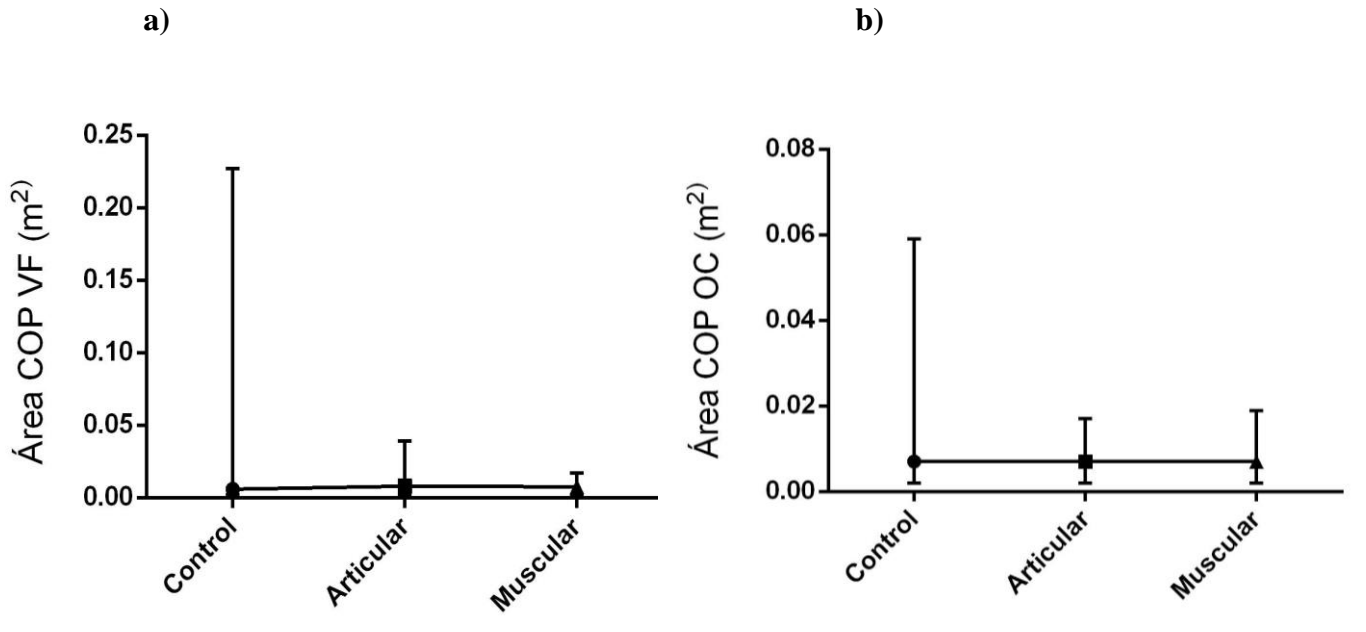 a)
Área COP VF (m²)
0.25
0.20
0.15
0.10
0.05
0.00
Control
Articular
Muscular
b)
Área COP OC (m²)
0.08
0.06
0.04
0.02
0.00
Control
Articular
Muscular